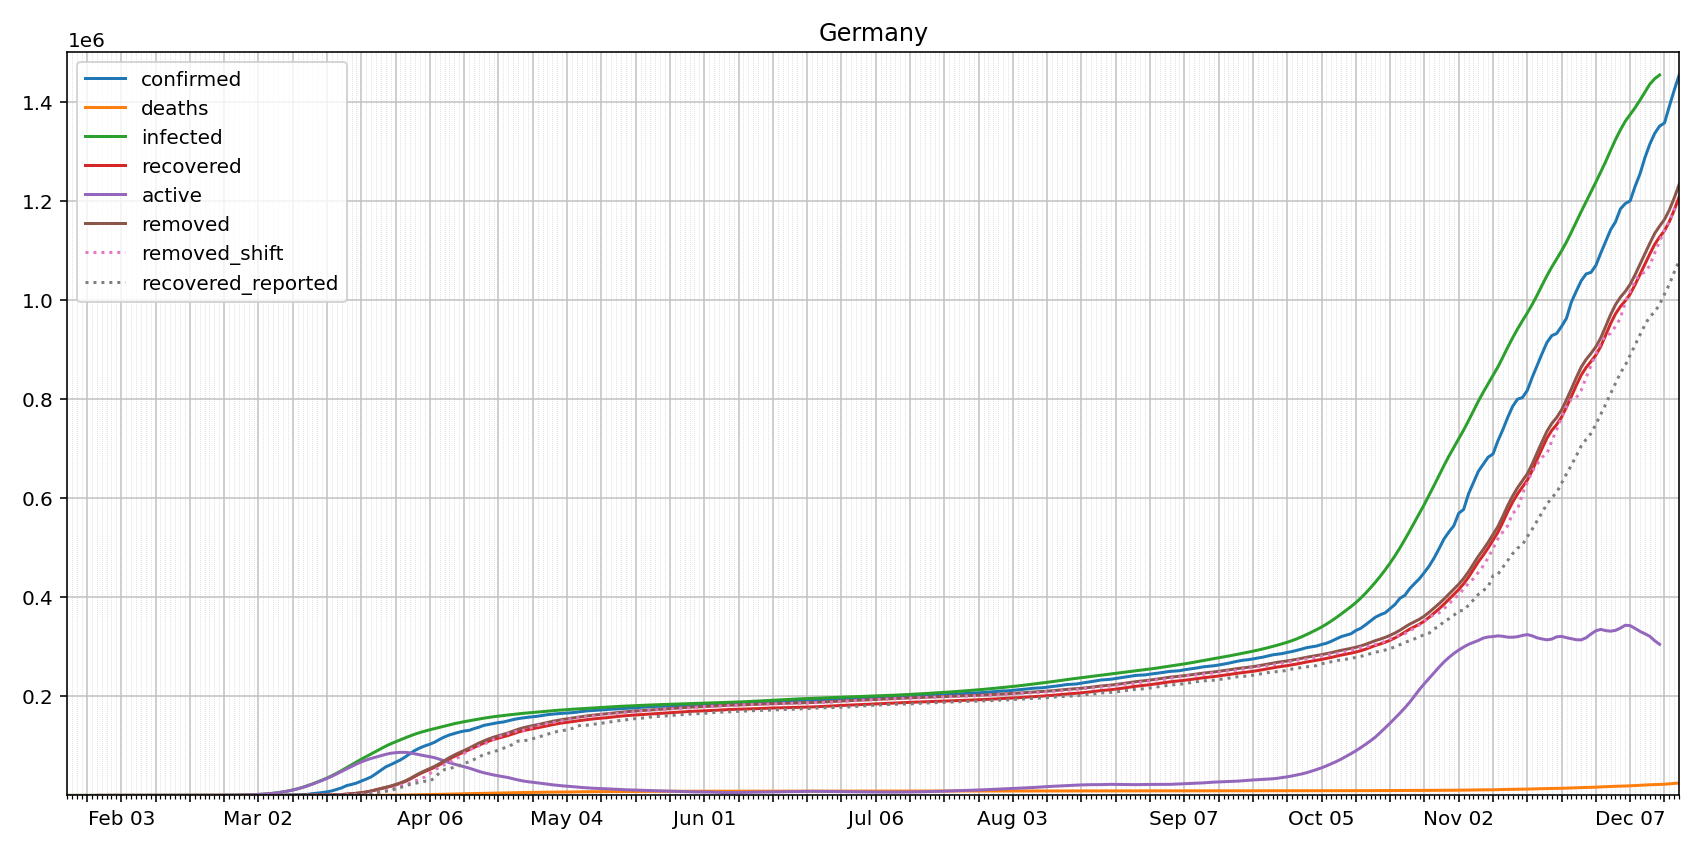 Germany
1e6
confirmed
deaths
infected
recovered
active
removed
removed_shift
recovered_reported
1.4
1.2
1.0
0.8
0.6
0.4
0.2
Feb 03 Mar 02 Apr 06 May 04 Jun 01 Jul 06 Aug 03 Sep 07 Oct 05 Nov 02 Dec 07